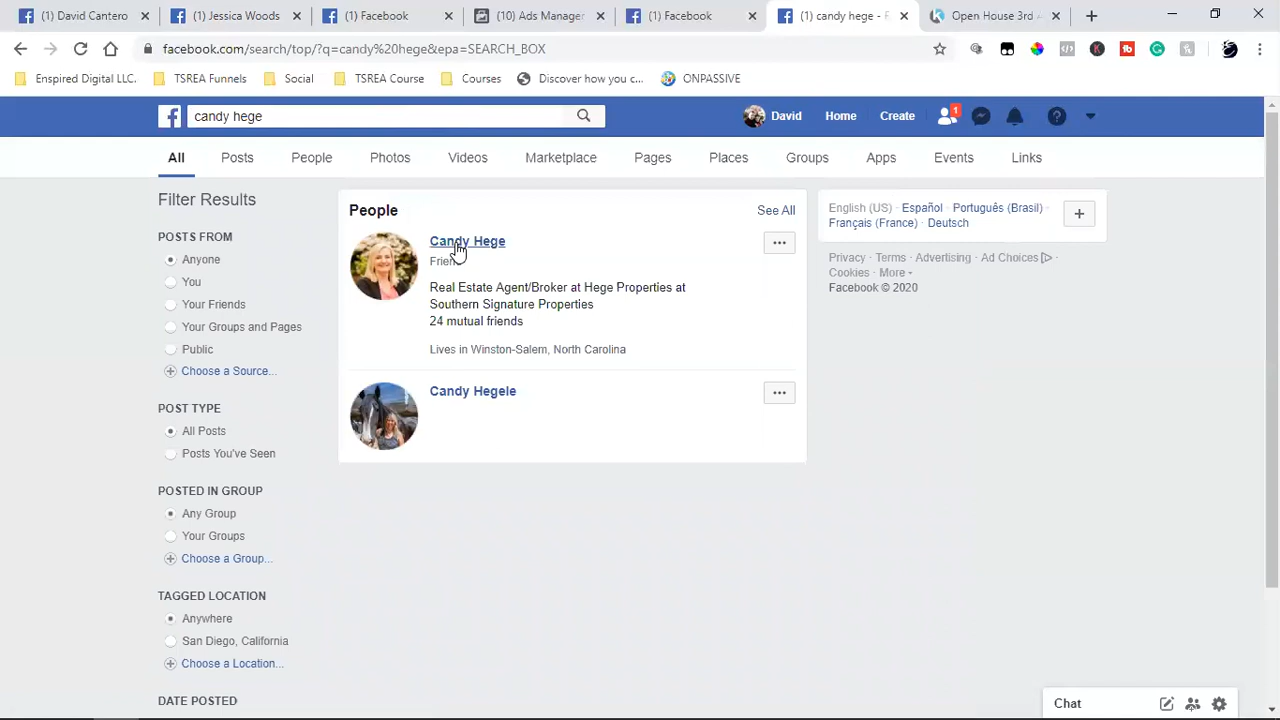 (1) David Cantero
(1) Jessica Woods
(1) Facebook
(10) Ads Manager
(1) Facebook
(1) candy hege - F
Open House 3rd
facebook.com/search/top/?q=candy%20hege&epa=SEARCH_BOX
Enspired Digital LLC.
TSREA Funnels
Social
TSREA Course
Courses
Discover how you c...
ONPASSIVE
candy hege
David
Home
Create
1
All
Posts
People
Photos
Videos
Marketplace
Pages
Places
Groups
Apps
Events
Links
Filter Results
POSTS FROM
Anyone
You
Your Friends
Your Groups and Pages
Public
Choose a Source...
POST TYPE
All Posts
Posts You've Seen
POSTED IN GROUP
Any Group
Your Groups
Choose a Group...
TAGGED LOCATION
Anywhere
San Diego, California
Choose a Location...
DATE POSTED
People
See All
Candy Hege
Frien
Real Estate Agent/Broker at Hege Properties at
Southern Signature Properties
24 mutual friends
Lives in Winston-Salem, North Carolina
Candy Hegele
English (US) · Español · Português (Brasil) ·
Français (France) · Deutsch
Privacy · Terms · Advertising · Ad Choices ·
Cookies · More
Facebook © 2020
Chat